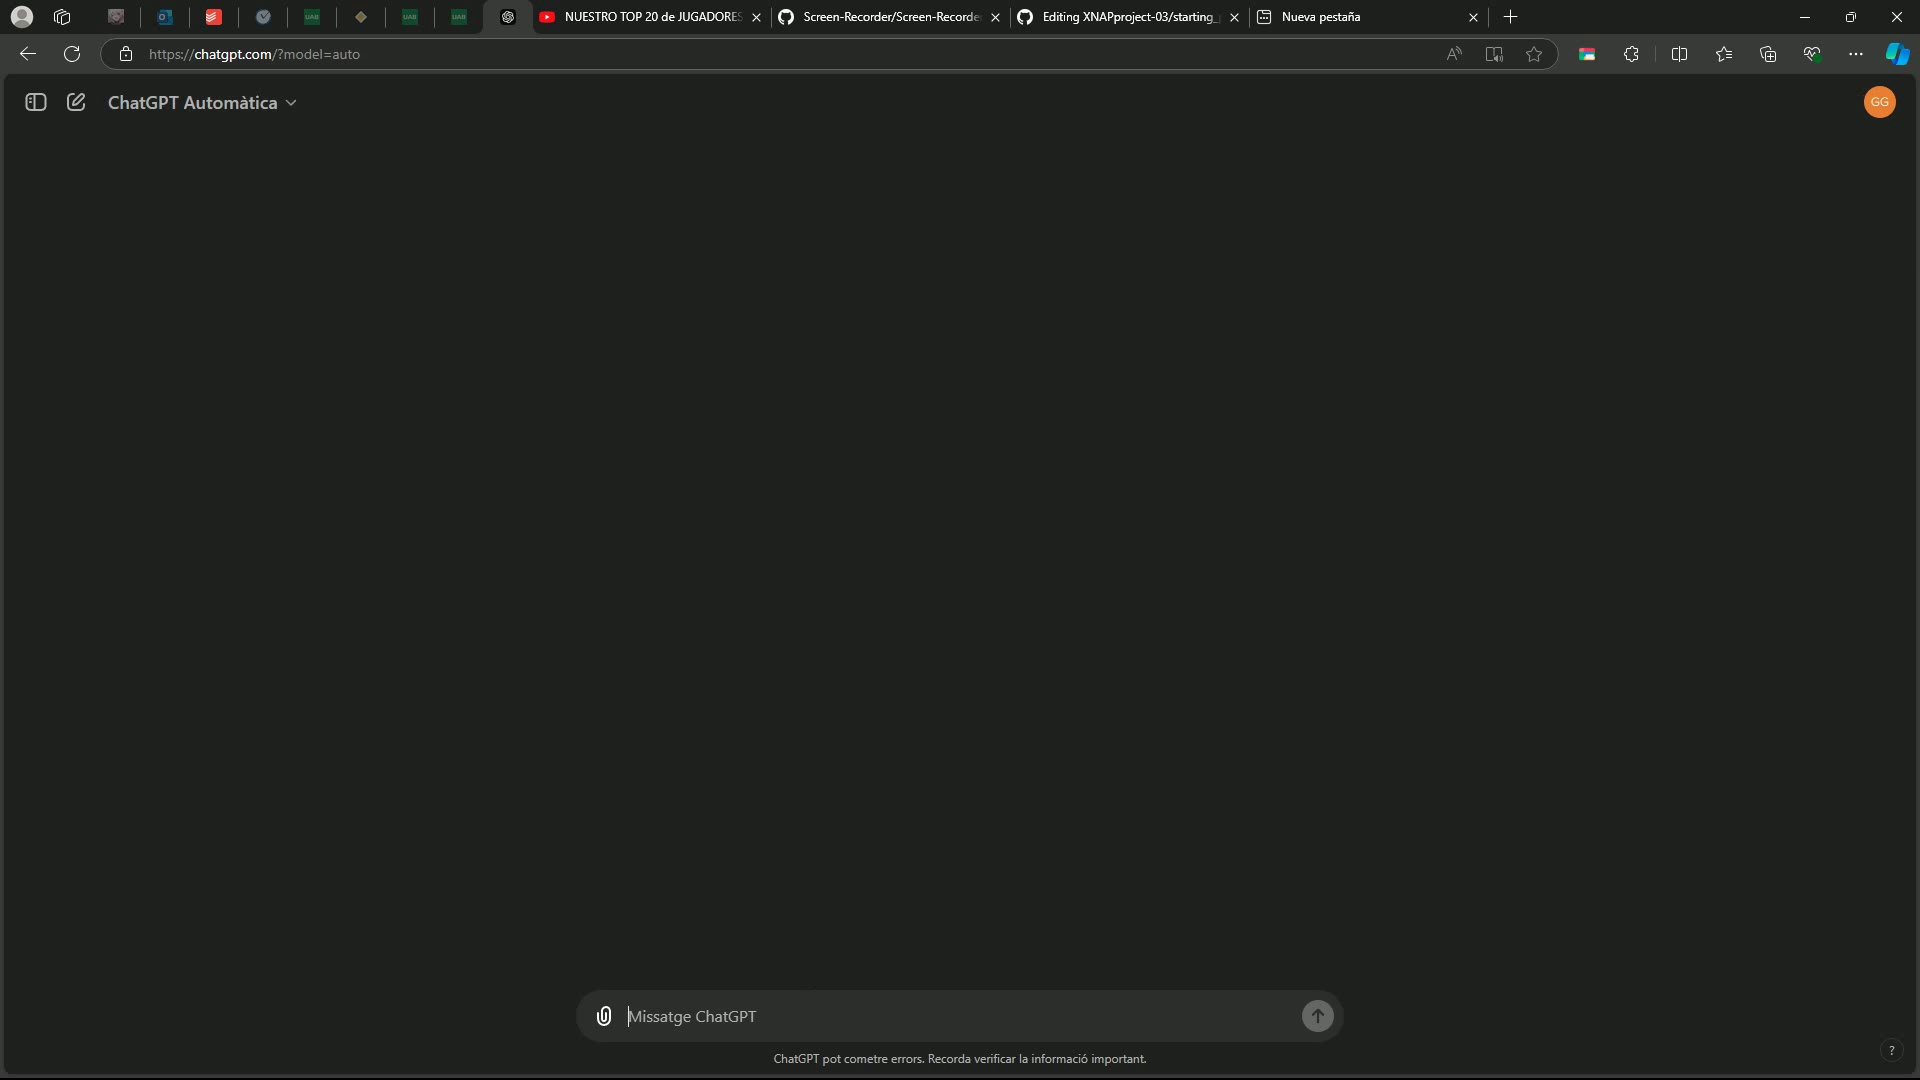 NUESTRO TOP 20 de JUGADORES
Screen-Recorder/Screen-Recorde
Editing XNAPproject-03/starting_
Nueva pestaña
https://chatgpt.com/?model=auto
ChatGPT Automàtica
GG
Missatge ChatGPT
ChatGPT pot cometre errors. Recorda verificar la informació important.
?